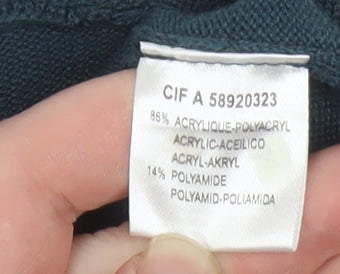 CIF A 58920323
86% ACRYLIQUE-POLYACRYL
ACRYLIC-ACEILICO
ACRYL-AKRYL
14% POLYAMIDE
POLYAMID-POLIAMIDA